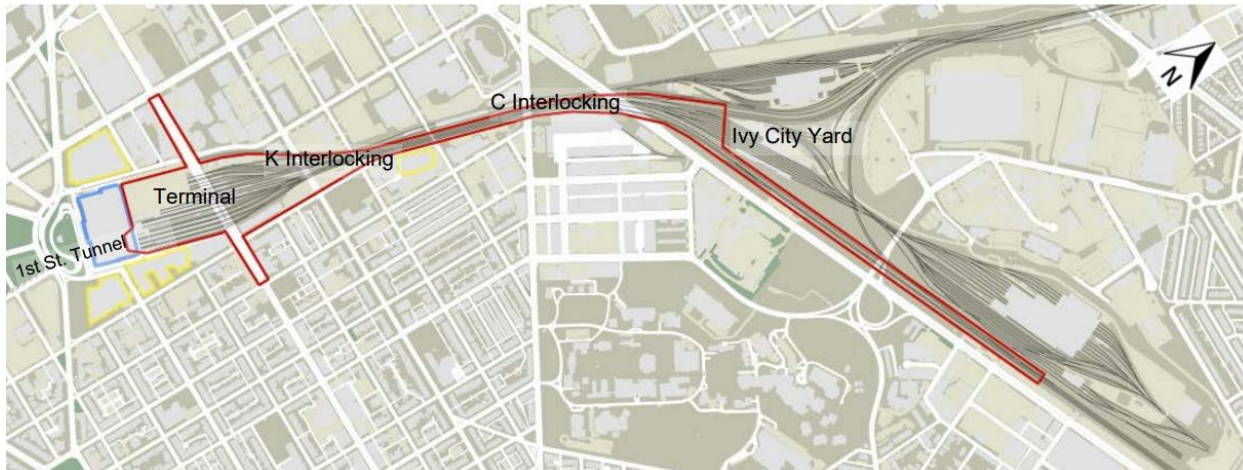 N
C Interlocking
Ivy City Yard
K Interlocking
Terminal
1st St. Tunnel